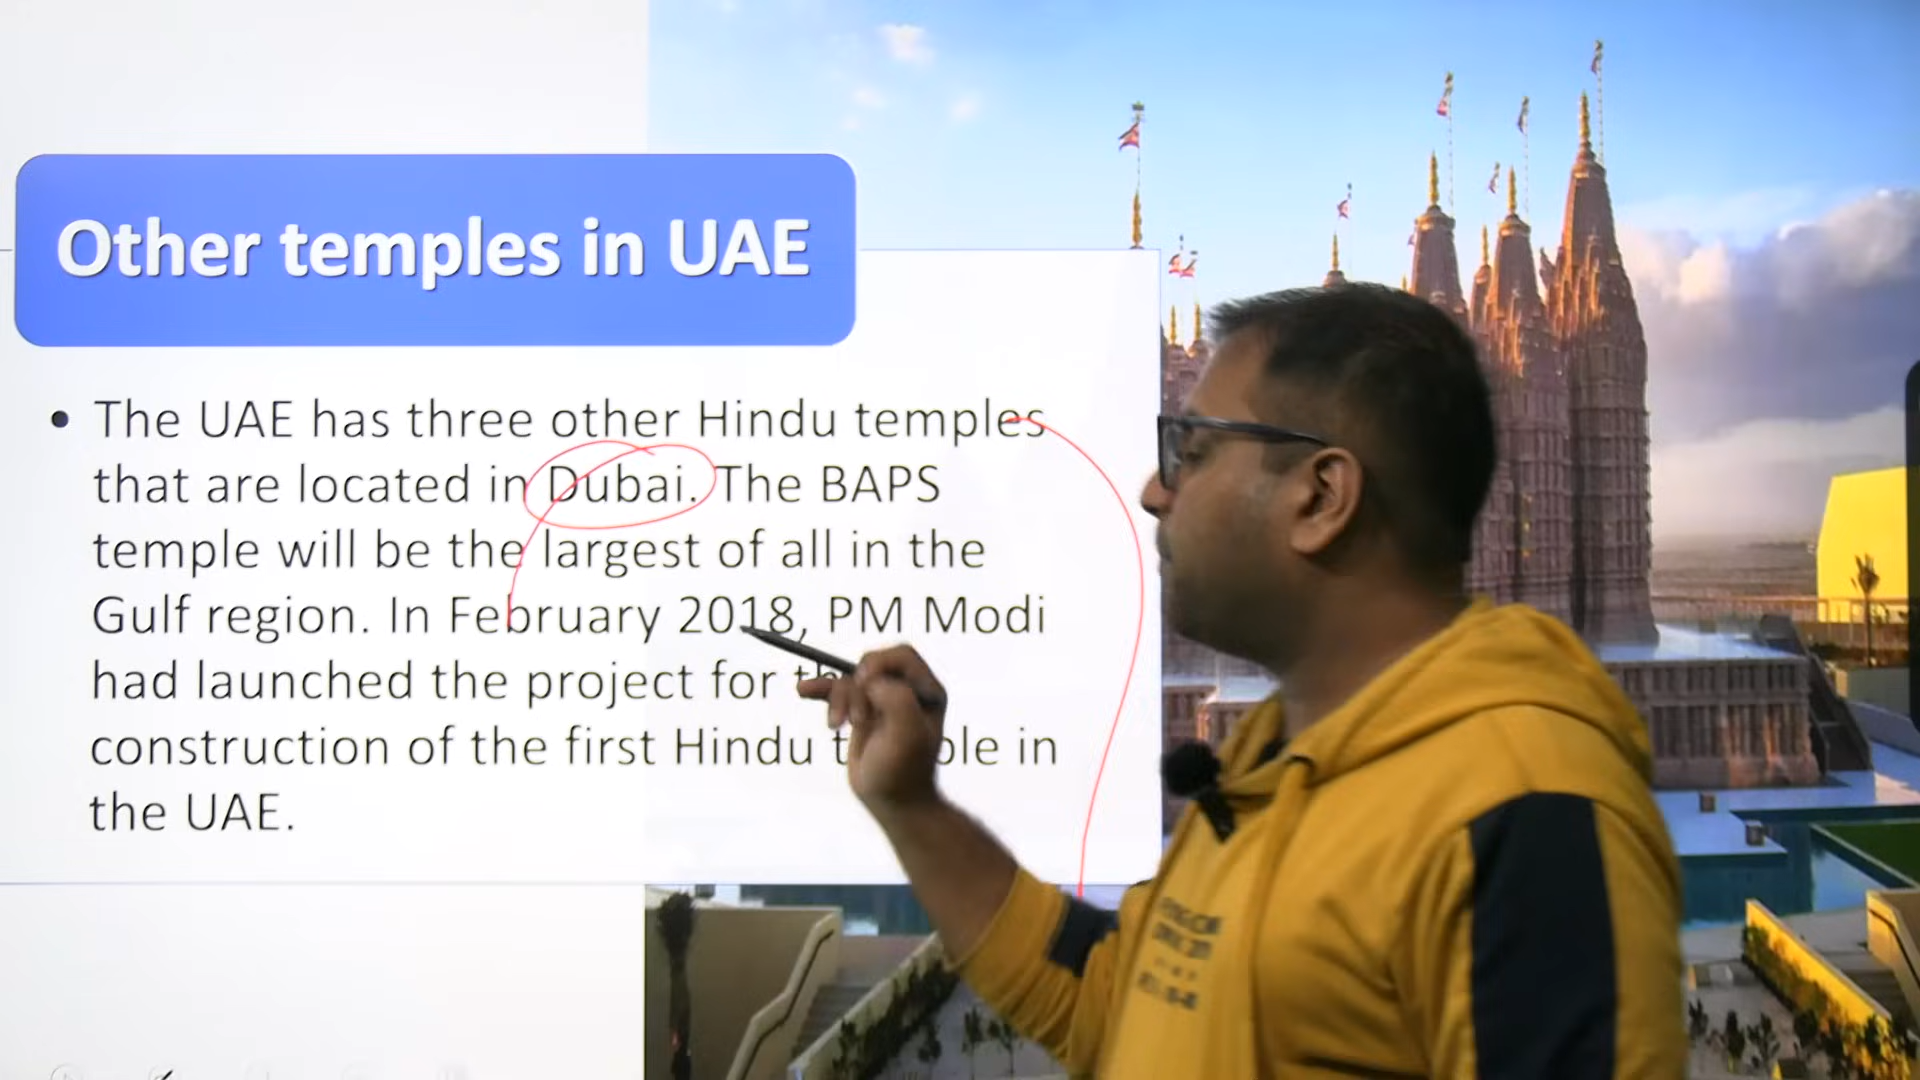 Other temples in UAE
• The UAE has three other Hindu temples
that are located in Dubai. The BAPS
temple will be the largest of all in the
Gulf region. In February 2018, PM Modi
had launched the project for
construction of the first Hindu in
the UAE.